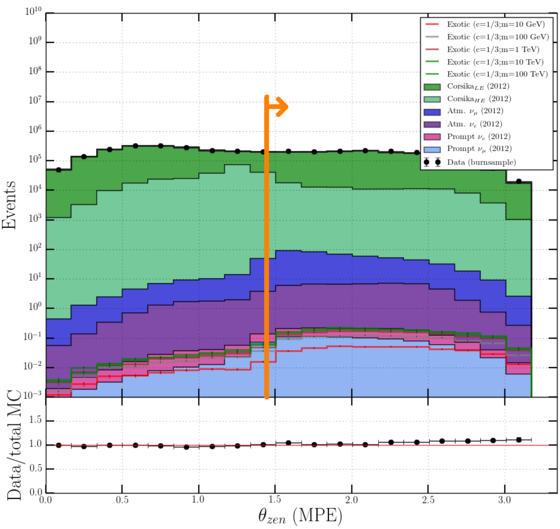 10¹⁰
10⁹
10⁸
10⁷
10⁶
10⁵
10⁴
10³
10²
10¹
10⁰
10⁻¹
10⁻²
10⁻³
Events
Exotic (c=1/3;m=10 GeV)
Exotic (c=1/3;m=100 GeV)
Exotic (c=1/3;m=1 TeV)
Exotic (c=1/3;m=10 TeV)
Exotic (c=1/3;m=100 TeV)
Corsika_LE (2012)
Corsika_HE (2012)
Atm. ν_μ (2012)
Atm. ν_e (2012)
Prompt ν_e (2012)
Prompt ν_μ (2012)
Data (burnsample)
1.5
1.0
0.5
0.0
Data/total MC
0.0 0.5 1.0 1.5 2.0 2.5 3.0
θ_zen (MPE)